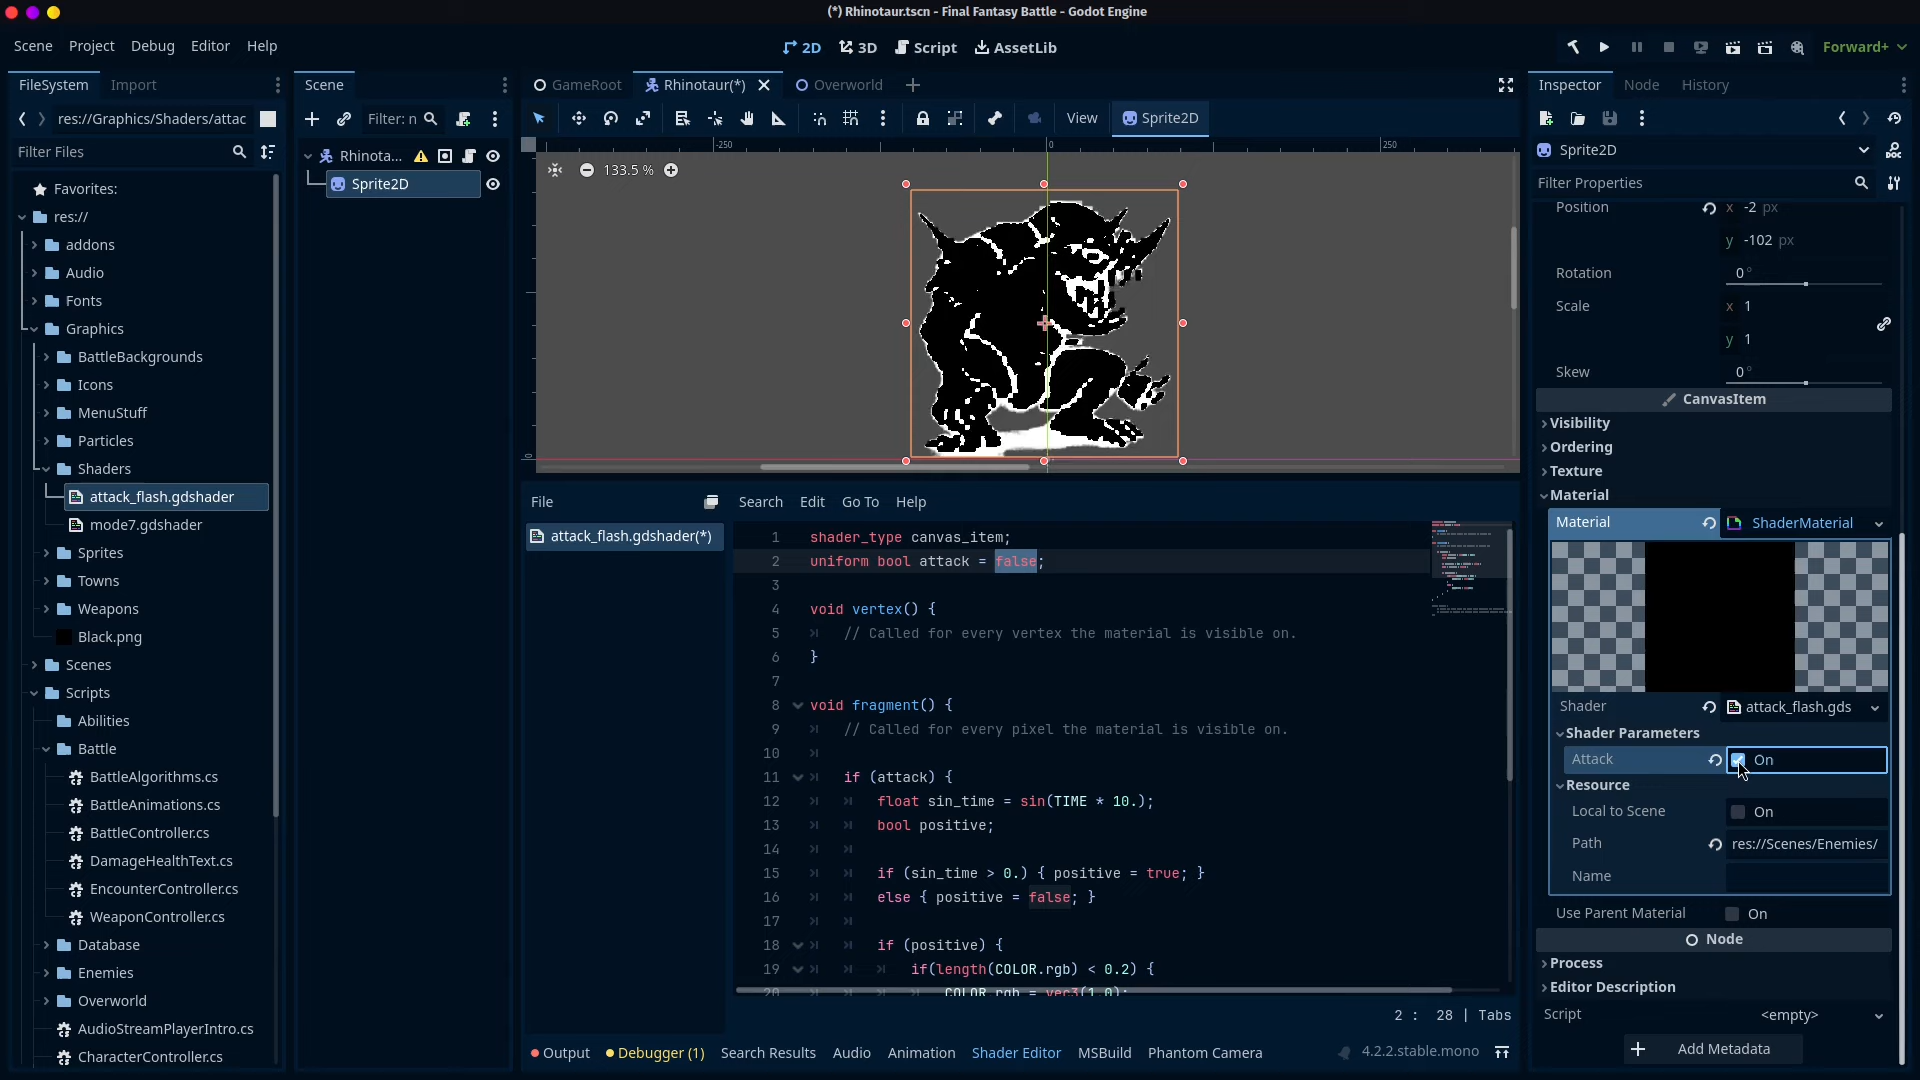 (*) Rhinotaur.tscn - Final Fantasy Battle - Godot Engine
Scene Project Debug Editor Help
2D 3D Script AssetLib
Forward+
FileSystem Import
res://Graphics/Shaders/attac
Filter Files
Favorites:
res://
addons
Audio
Fonts
Graphics
BattleBackgrounds
Icons
MenuStuff
Particles
Shaders
attack_flash.gdshader
mode7.gdshader
Sprites
Towns
Weapons
Black.png
Scenes
Scripts
Abilities
Battle
BattleAlgorithms.cs
BattleAnimations.cs
BattleController.cs
DamageHealthText.cs
EncounterController.cs
WeaponController.cs
Database
Enemies
Overworld
AudioStreamPlayerIntro.cs
CharacterController.cs
Scene
Filter: n
Rhinota...
Sprite2D
GameRoot Rhinotaur(*) Overworld
View Sprite2D
-250 0 250
133.5 %
0
File Search Edit Go To Help
attack_flash.gdshader(*)
1 shader_type canvas_item;
2 uniform bool attack = false;
3
4 void vertex() {
5 // Called for every vertex the material is visible on.
6 }
7
8 void fragment() {
9 // Called for every pixel the material is visible on.
10
11 if (attack) {
12 float sin_time = sin(TIME * 10.);
13 bool positive;
14
15 if (sin_time > 0.) { positive = true; }
16 else { positive = false; }
17
18 if (positive) {
19 if(length(COLOR.rgb) < 0.2) {
20 COLOR.rgb = vec3(1.0);
2 : 28 | Tabs
Output Debugger (1) Search Results Audio Animation Shader Editor MSBuild Phantom Camera 4.2.2.stable.mono
Inspector Node History
Sprite2D
Filter Properties
Position x -2 px
y -102 px
Rotation 0 °
Scale x 1
y 1
Skew 0 °
CanvasItem
Visibility
Ordering
Texture
Material
Material ShaderMaterial
Shader attack_flash.gds
Shader Parameters
Attack On
Resource
Local to Scene On
Path res://Scenes/Enemies/
Name
Use Parent Material On
Node
Process
Editor Description
Script <empty>
Add Metadata